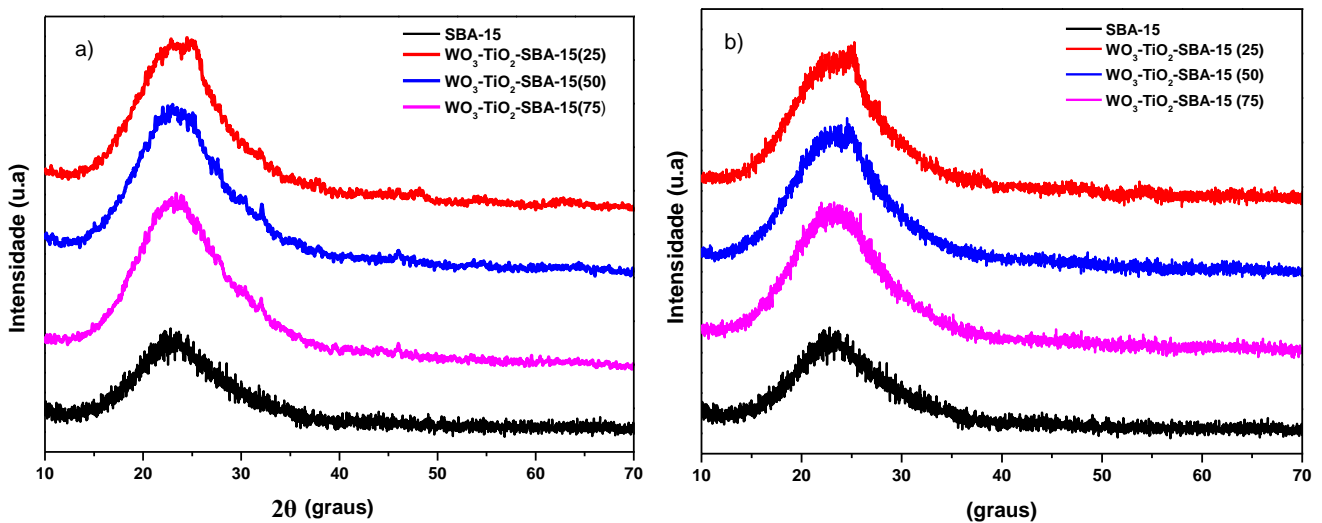 a)
SBA-15
WO₃-TiO₂-SBA-15(25)
WO₃-TiO₂-SBA-15(50)
WO₃-TiO₂-SBA-15(75)
Intensidade (u.a)
10 20 30 40 50 60 70
2θ (graus)
b)
SBA-15
WO₃-TiO₂-SBA-15 (25)
WO₃-TiO₂-SBA-15 (50)
WO₃-TiO₂-SBA-15 (75)
Intensidade (u.a)
10 20 30 40 50 60 70
(graus)